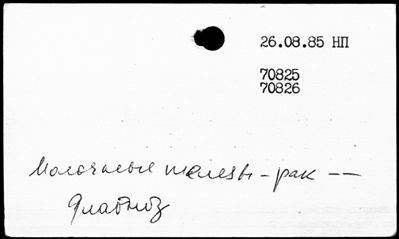 26.08.85 НП
70825
70826
Молочные железы - рак --
Диагноз